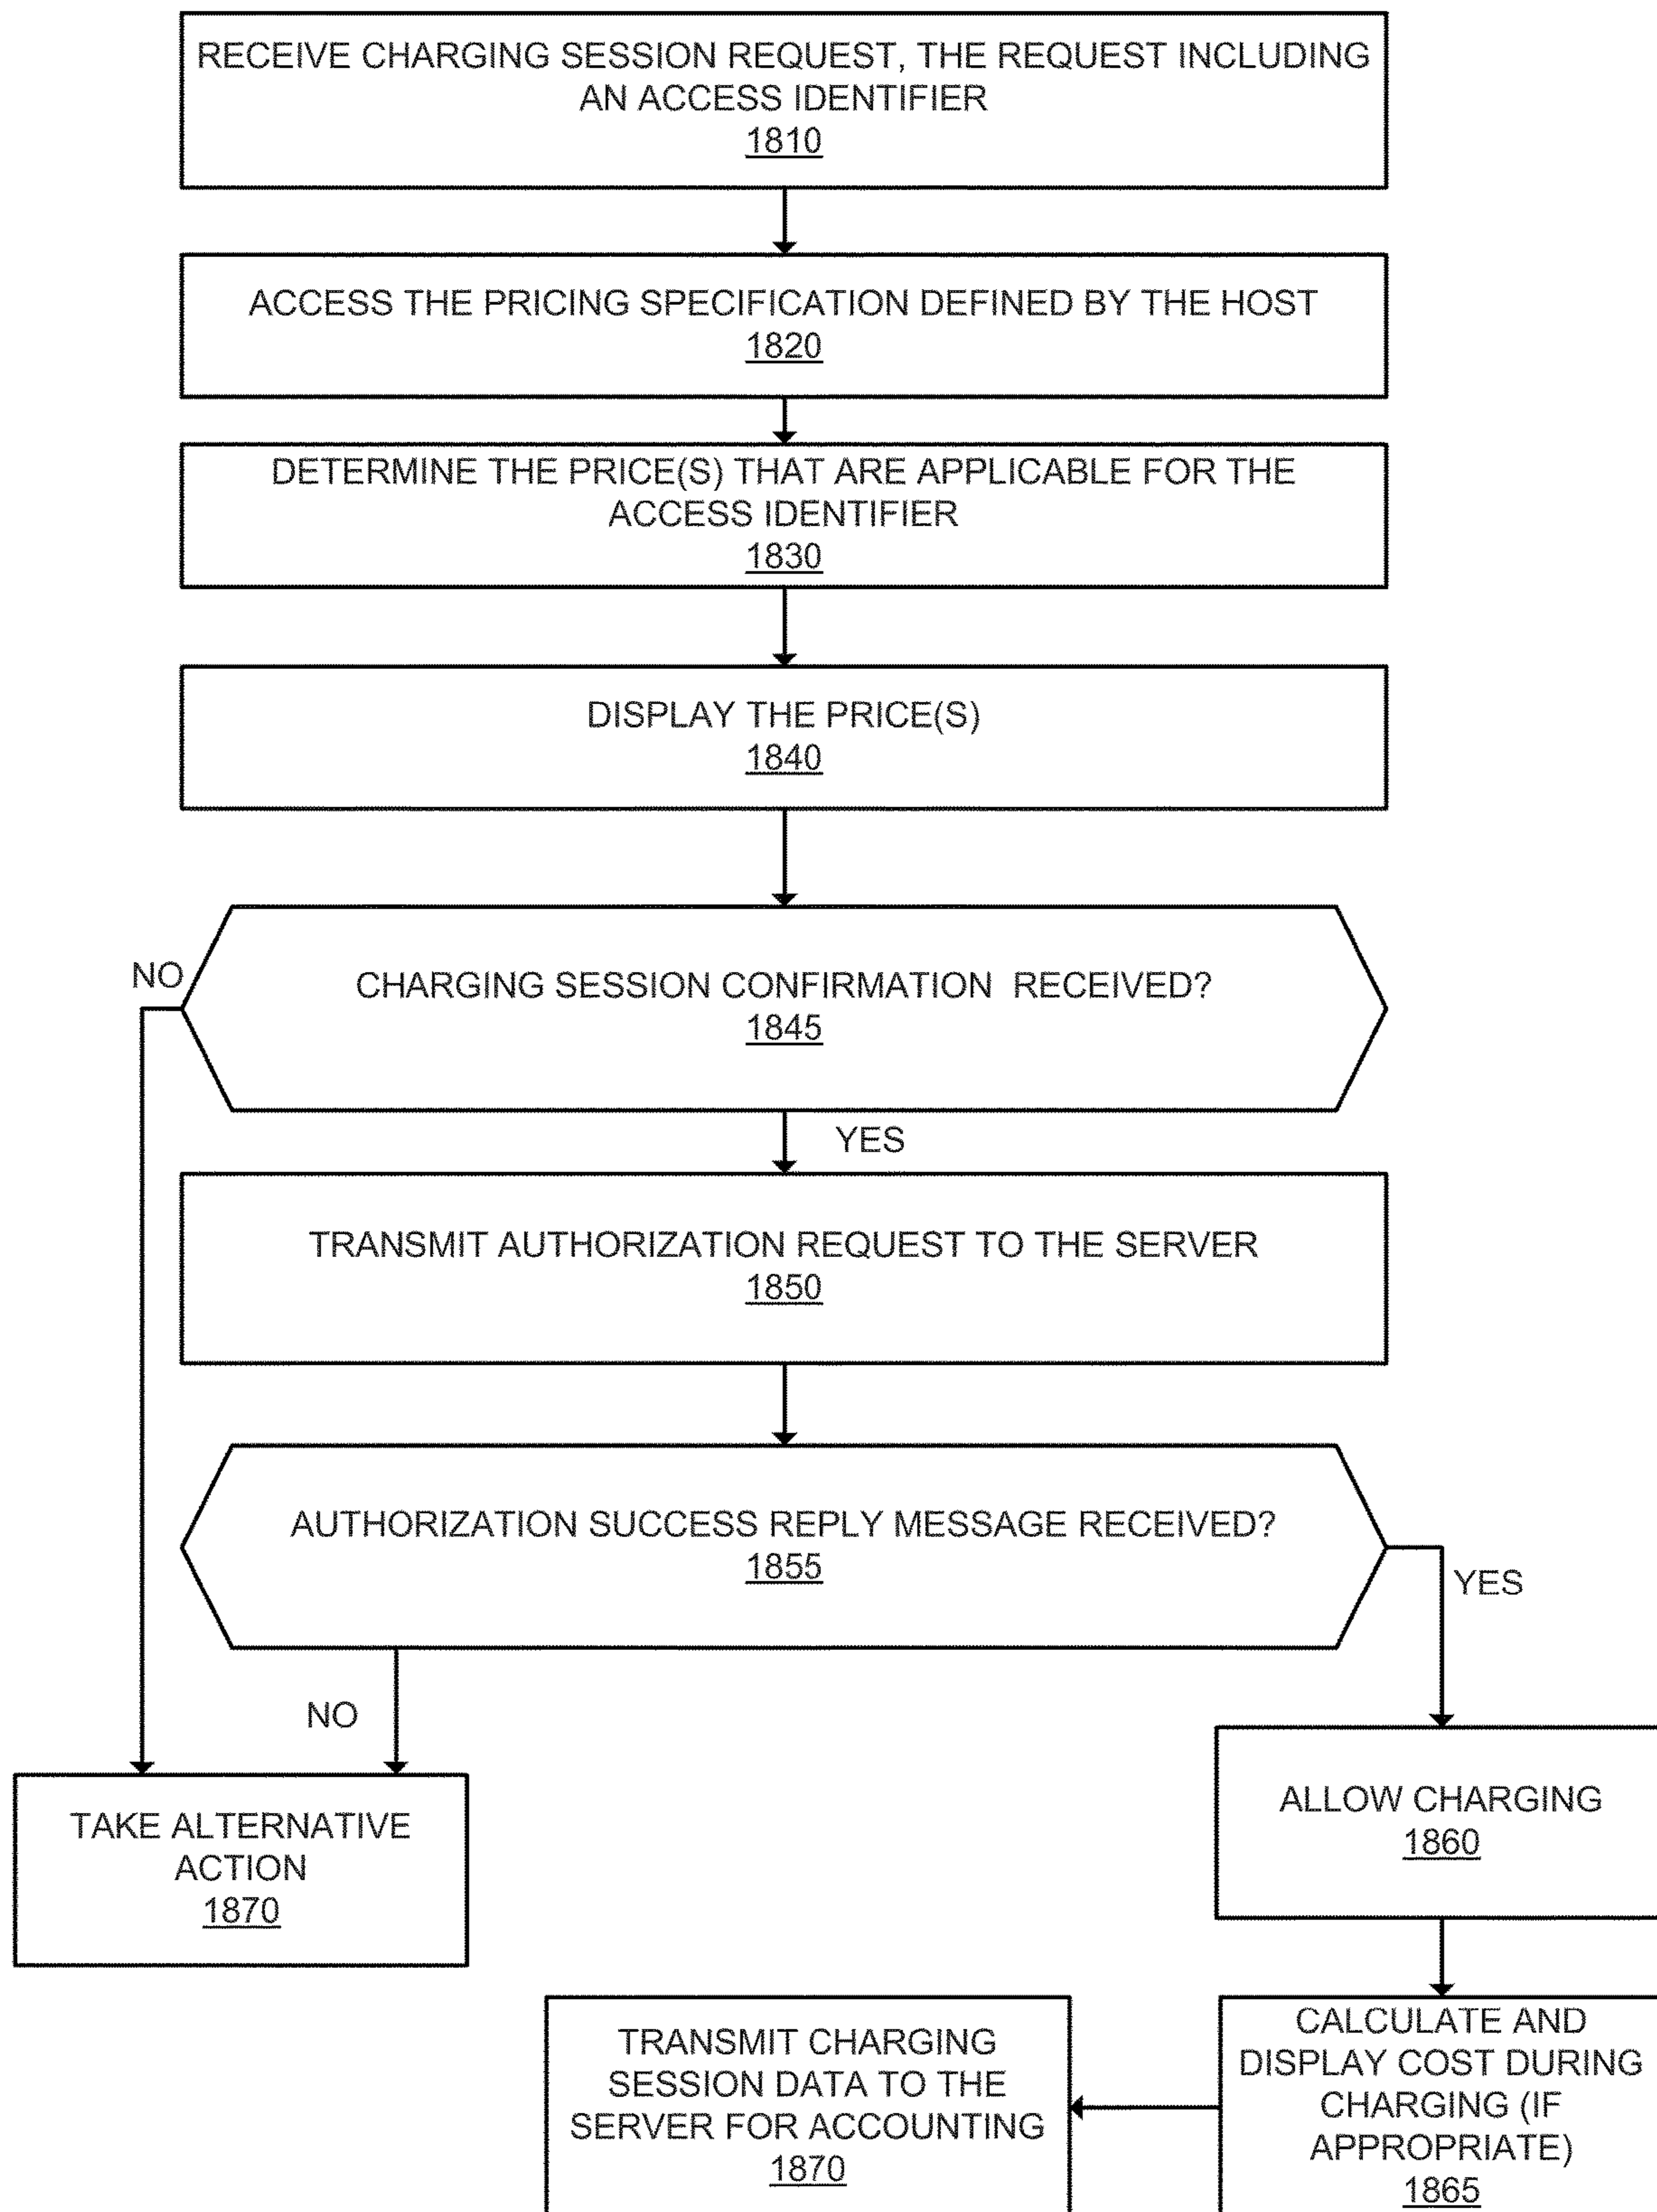 RECEIVE CHARGING SESSION REQUEST, THE REQUEST INCLUDING
AN ACCESS IDENTIFIER
1810
ACCESS THE PRICING SPECIFICATION DEFINED BY THE HOST
1820
DETERMINE THE PRICE(S) THAT ARE APPLICABLE FOR THE
ACCESS IDENTIFIER
1830
DISPLAY THE PRICE(S)
1840
NO
CHARGING SESSION CONFIRMATION RECEIVED?
1845
YES
TRANSMIT AUTHORIZATION REQUEST TO THE SERVER
1850
AUTHORIZATION SUCCESS REPLY MESSAGE RECEIVED?
1855
YES
NO
TAKE ALTERNATIVE
ACTION
1870
ALLOW CHARGING
1860
CALCULATE AND
DISPLAY COST DURING
CHARGING (IF
APPROPRIATE)
1865
TRANSMIT CHARGING
SESSION DATA TO THE
SERVER FOR ACCOUNTING
1870